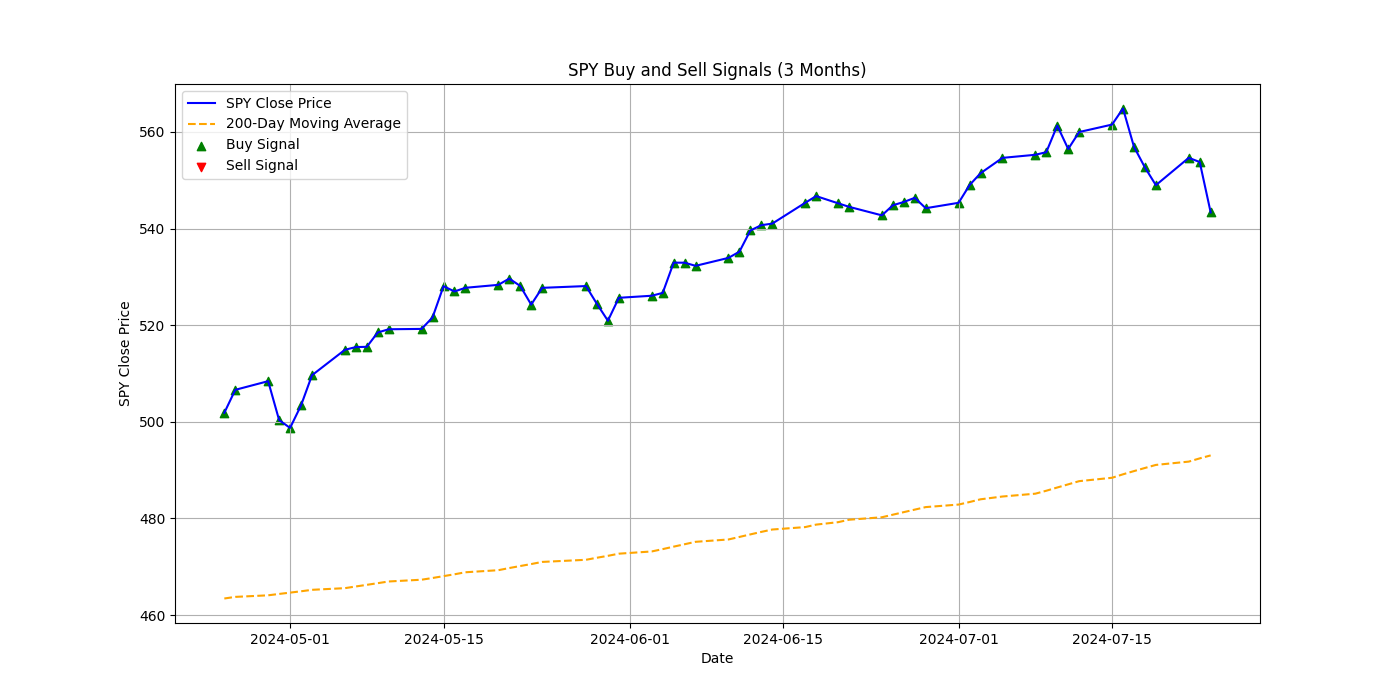 SPY Buy and Sell Signals (3 Months)
SPY Close Price
200-Day Moving Average
Buy Signal
Sell Signal
SPY Close Price
560
540
520
500
480
460
2024-05-01
2024-05-15
2024-06-01
2024-06-15
2024-07-01
2024-07-15
Date